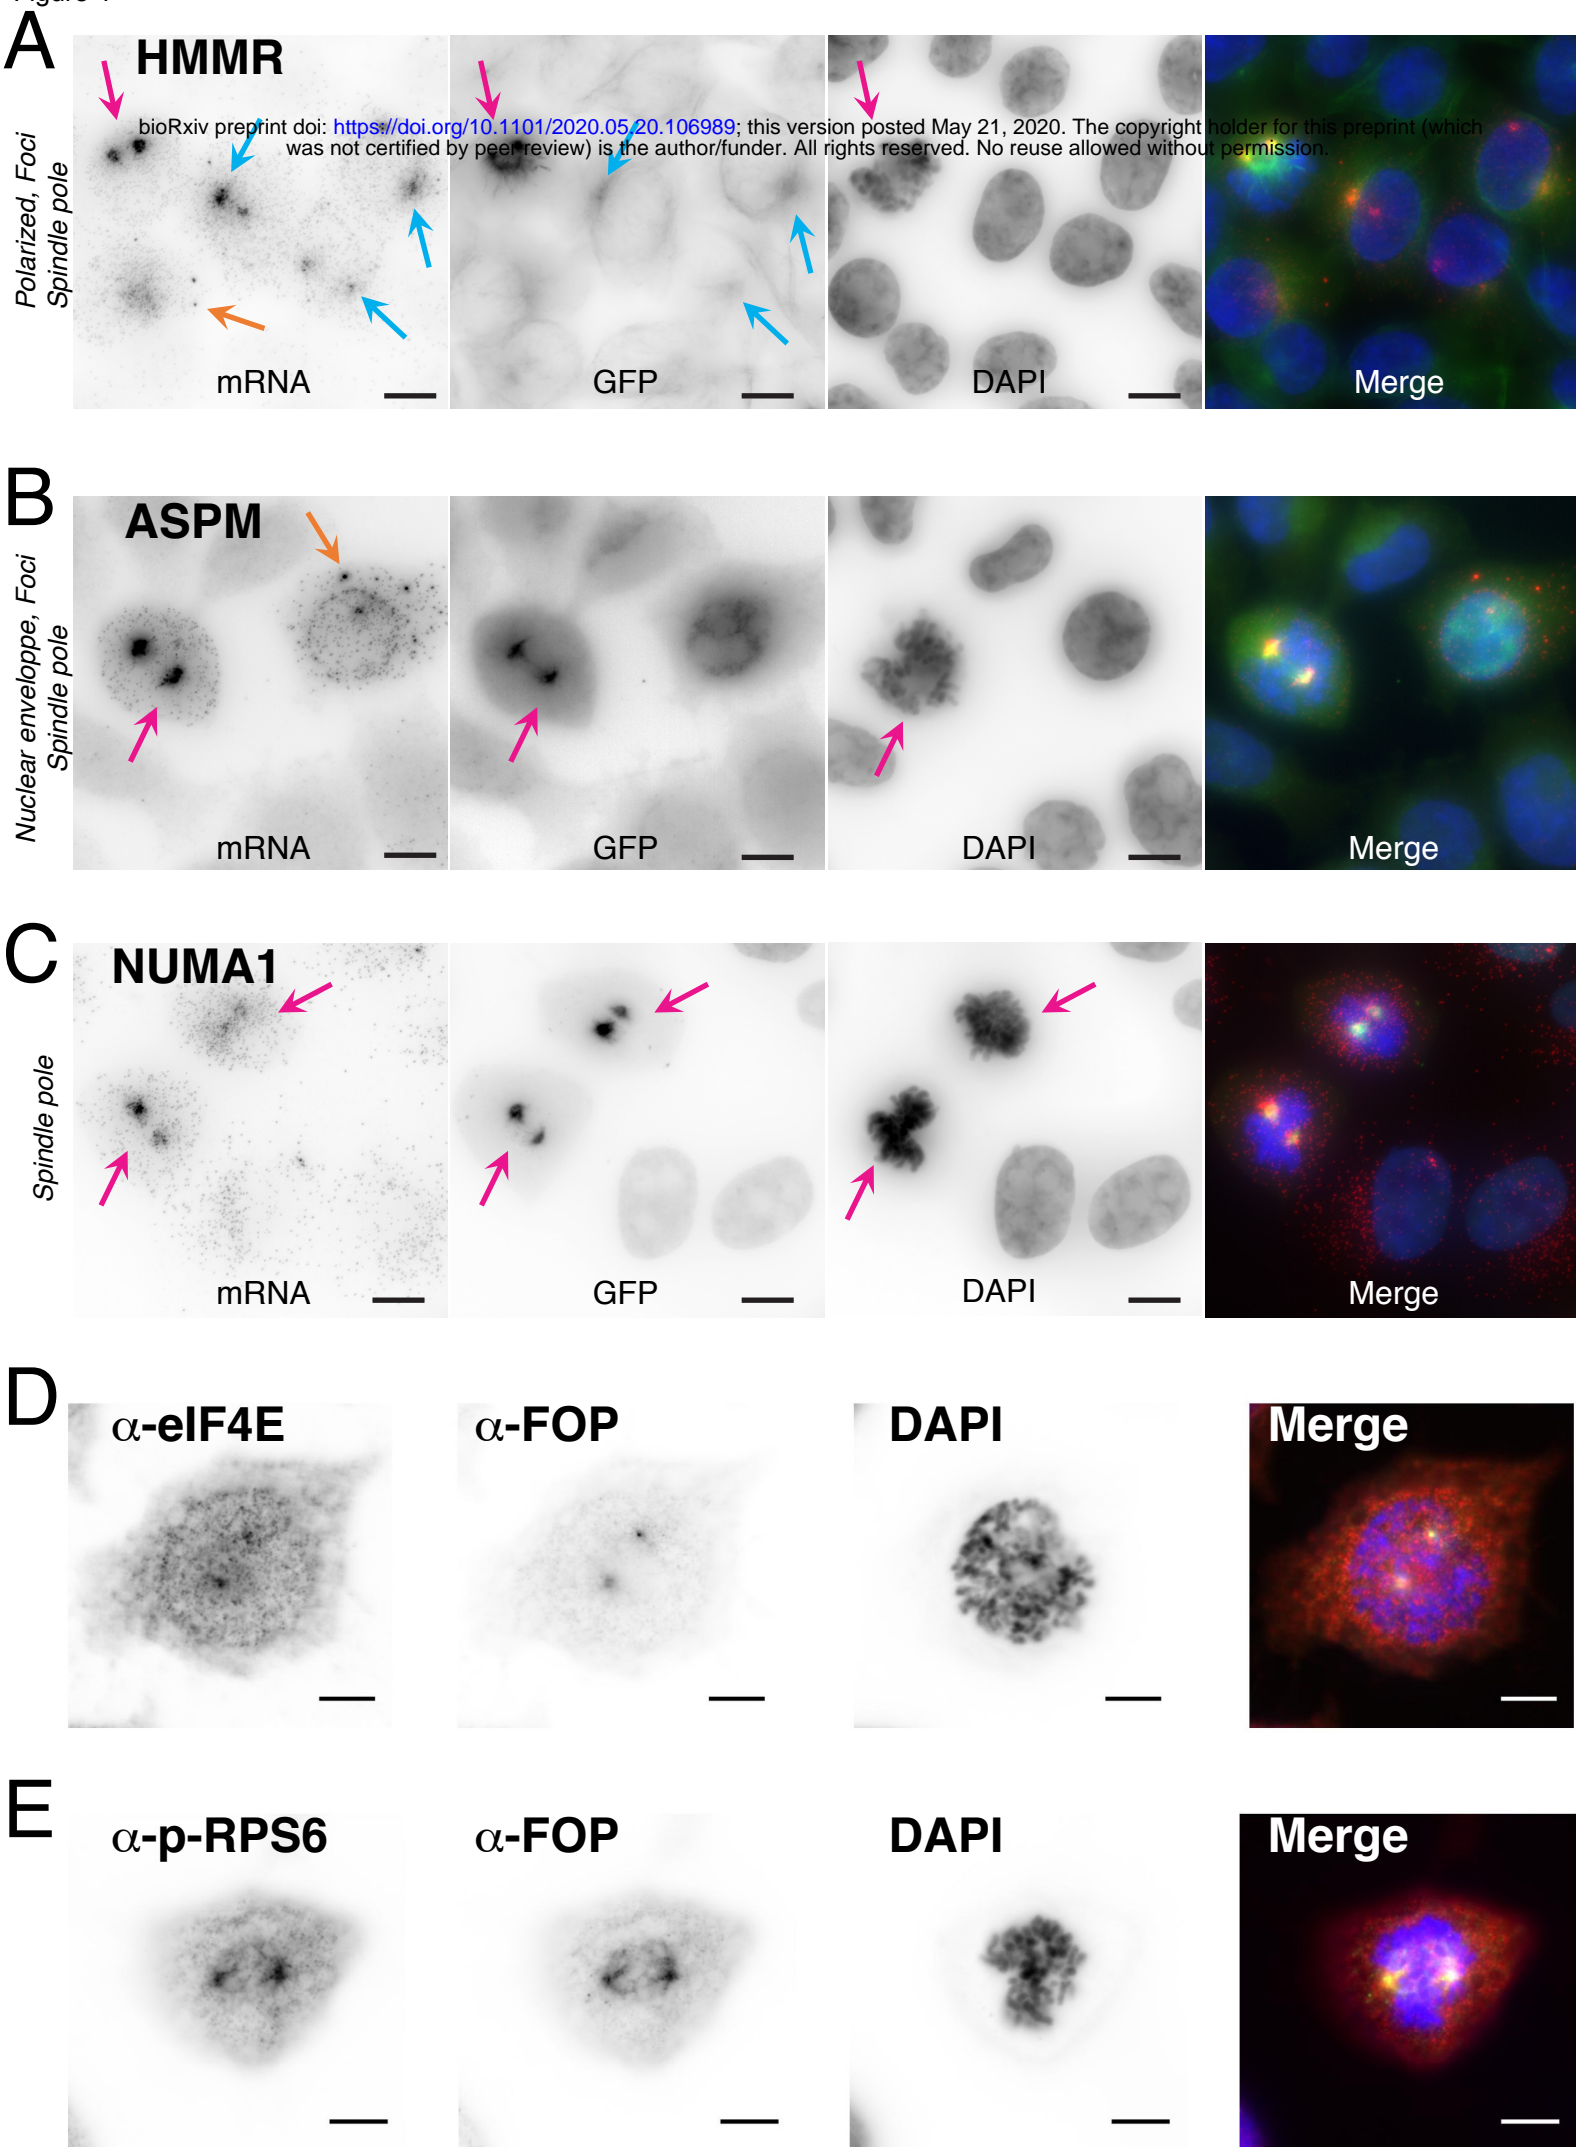 A
HMMR
Polarized, Foci
Spindle pole
bioRxiv preprint doi: https://doi.org/10.1101/2020.05.20.106989; this version posted May 21, 2020. The copyright holder for this preprint (which
was not certified by peer review) is the author/funder. All rights reserved. No reuse allowed without permission.
mRNA
GFP
DAPI
Merge
B
ASPM
Nuclear enveloppe, Foci
Spindle pole
mRNA
GFP
DAPI
Merge
C
NUMA1
Spindle pole
mRNA
GFP
DAPI
Merge
D
α-eIF4E
α-FOP
DAPI
Merge
E
α-p-RPS6
α-FOP
DAPI
Merge